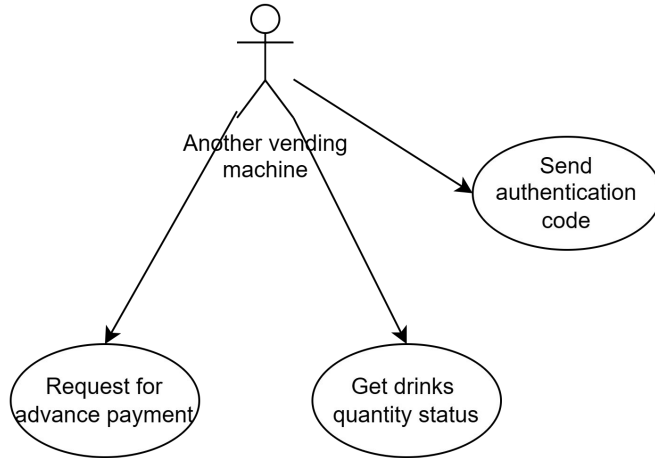 Another vending
machine
Send
authentication
code
Request for
advance payment
Get drinks
quantity status